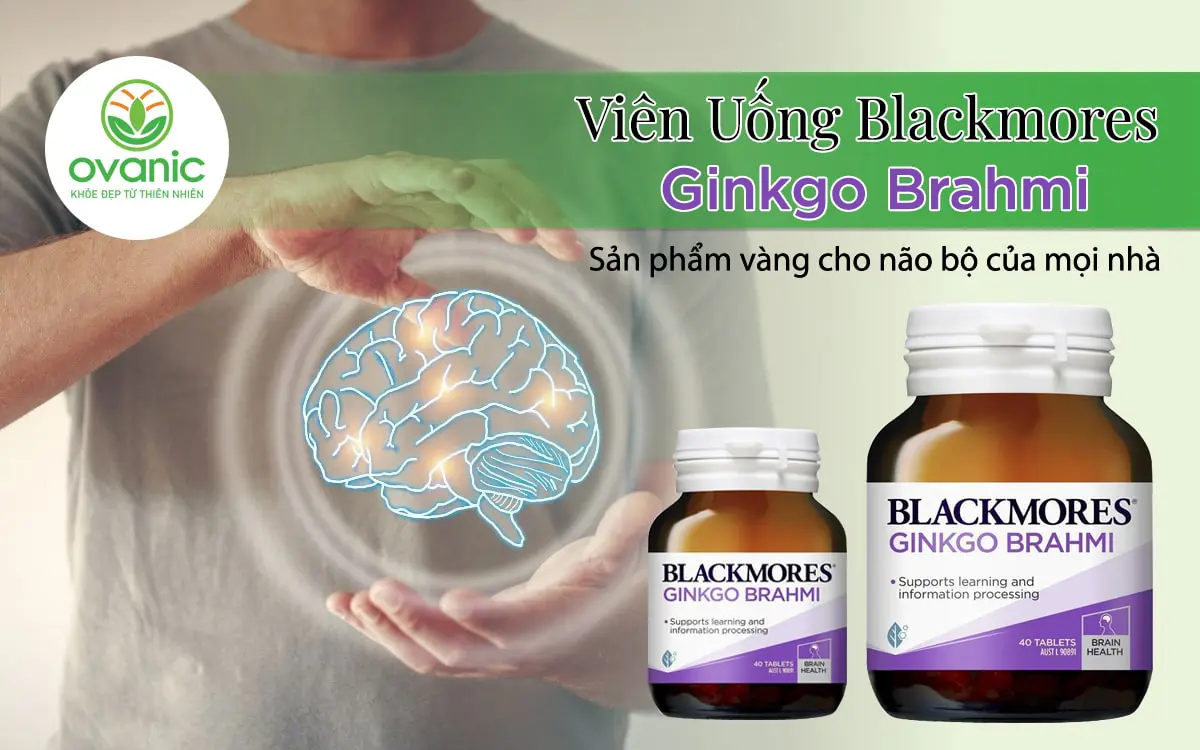 ovanic
KHỎE ĐẸP TỪ THIÊN NHIÊN
Viên Uống Blackmores
Ginkgo Brahmi
Sản phẩm vàng cho não bộ của mọi nhà
BLACKMORES®
GINKGO BRAHMI
• Supports learning and
information processing
40 TABLETS
AUST L 90891
BRAIN
HEALTH
BLACKMORES®
GINKGO BRAHMI
• Supports learning and
information processing
40 TABLETS
AUST L 90891
BRAIN
HEALTH